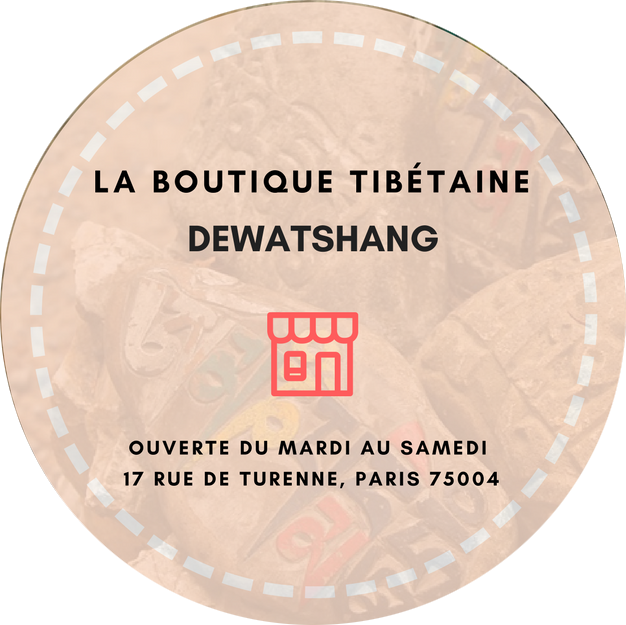 LA BOUTIQUE TIBÉTAINE
DEWATSHANG
OUVERTE DU MARDI AU SAMEDI
17 RUE DE TURENNE, PARIS 75004